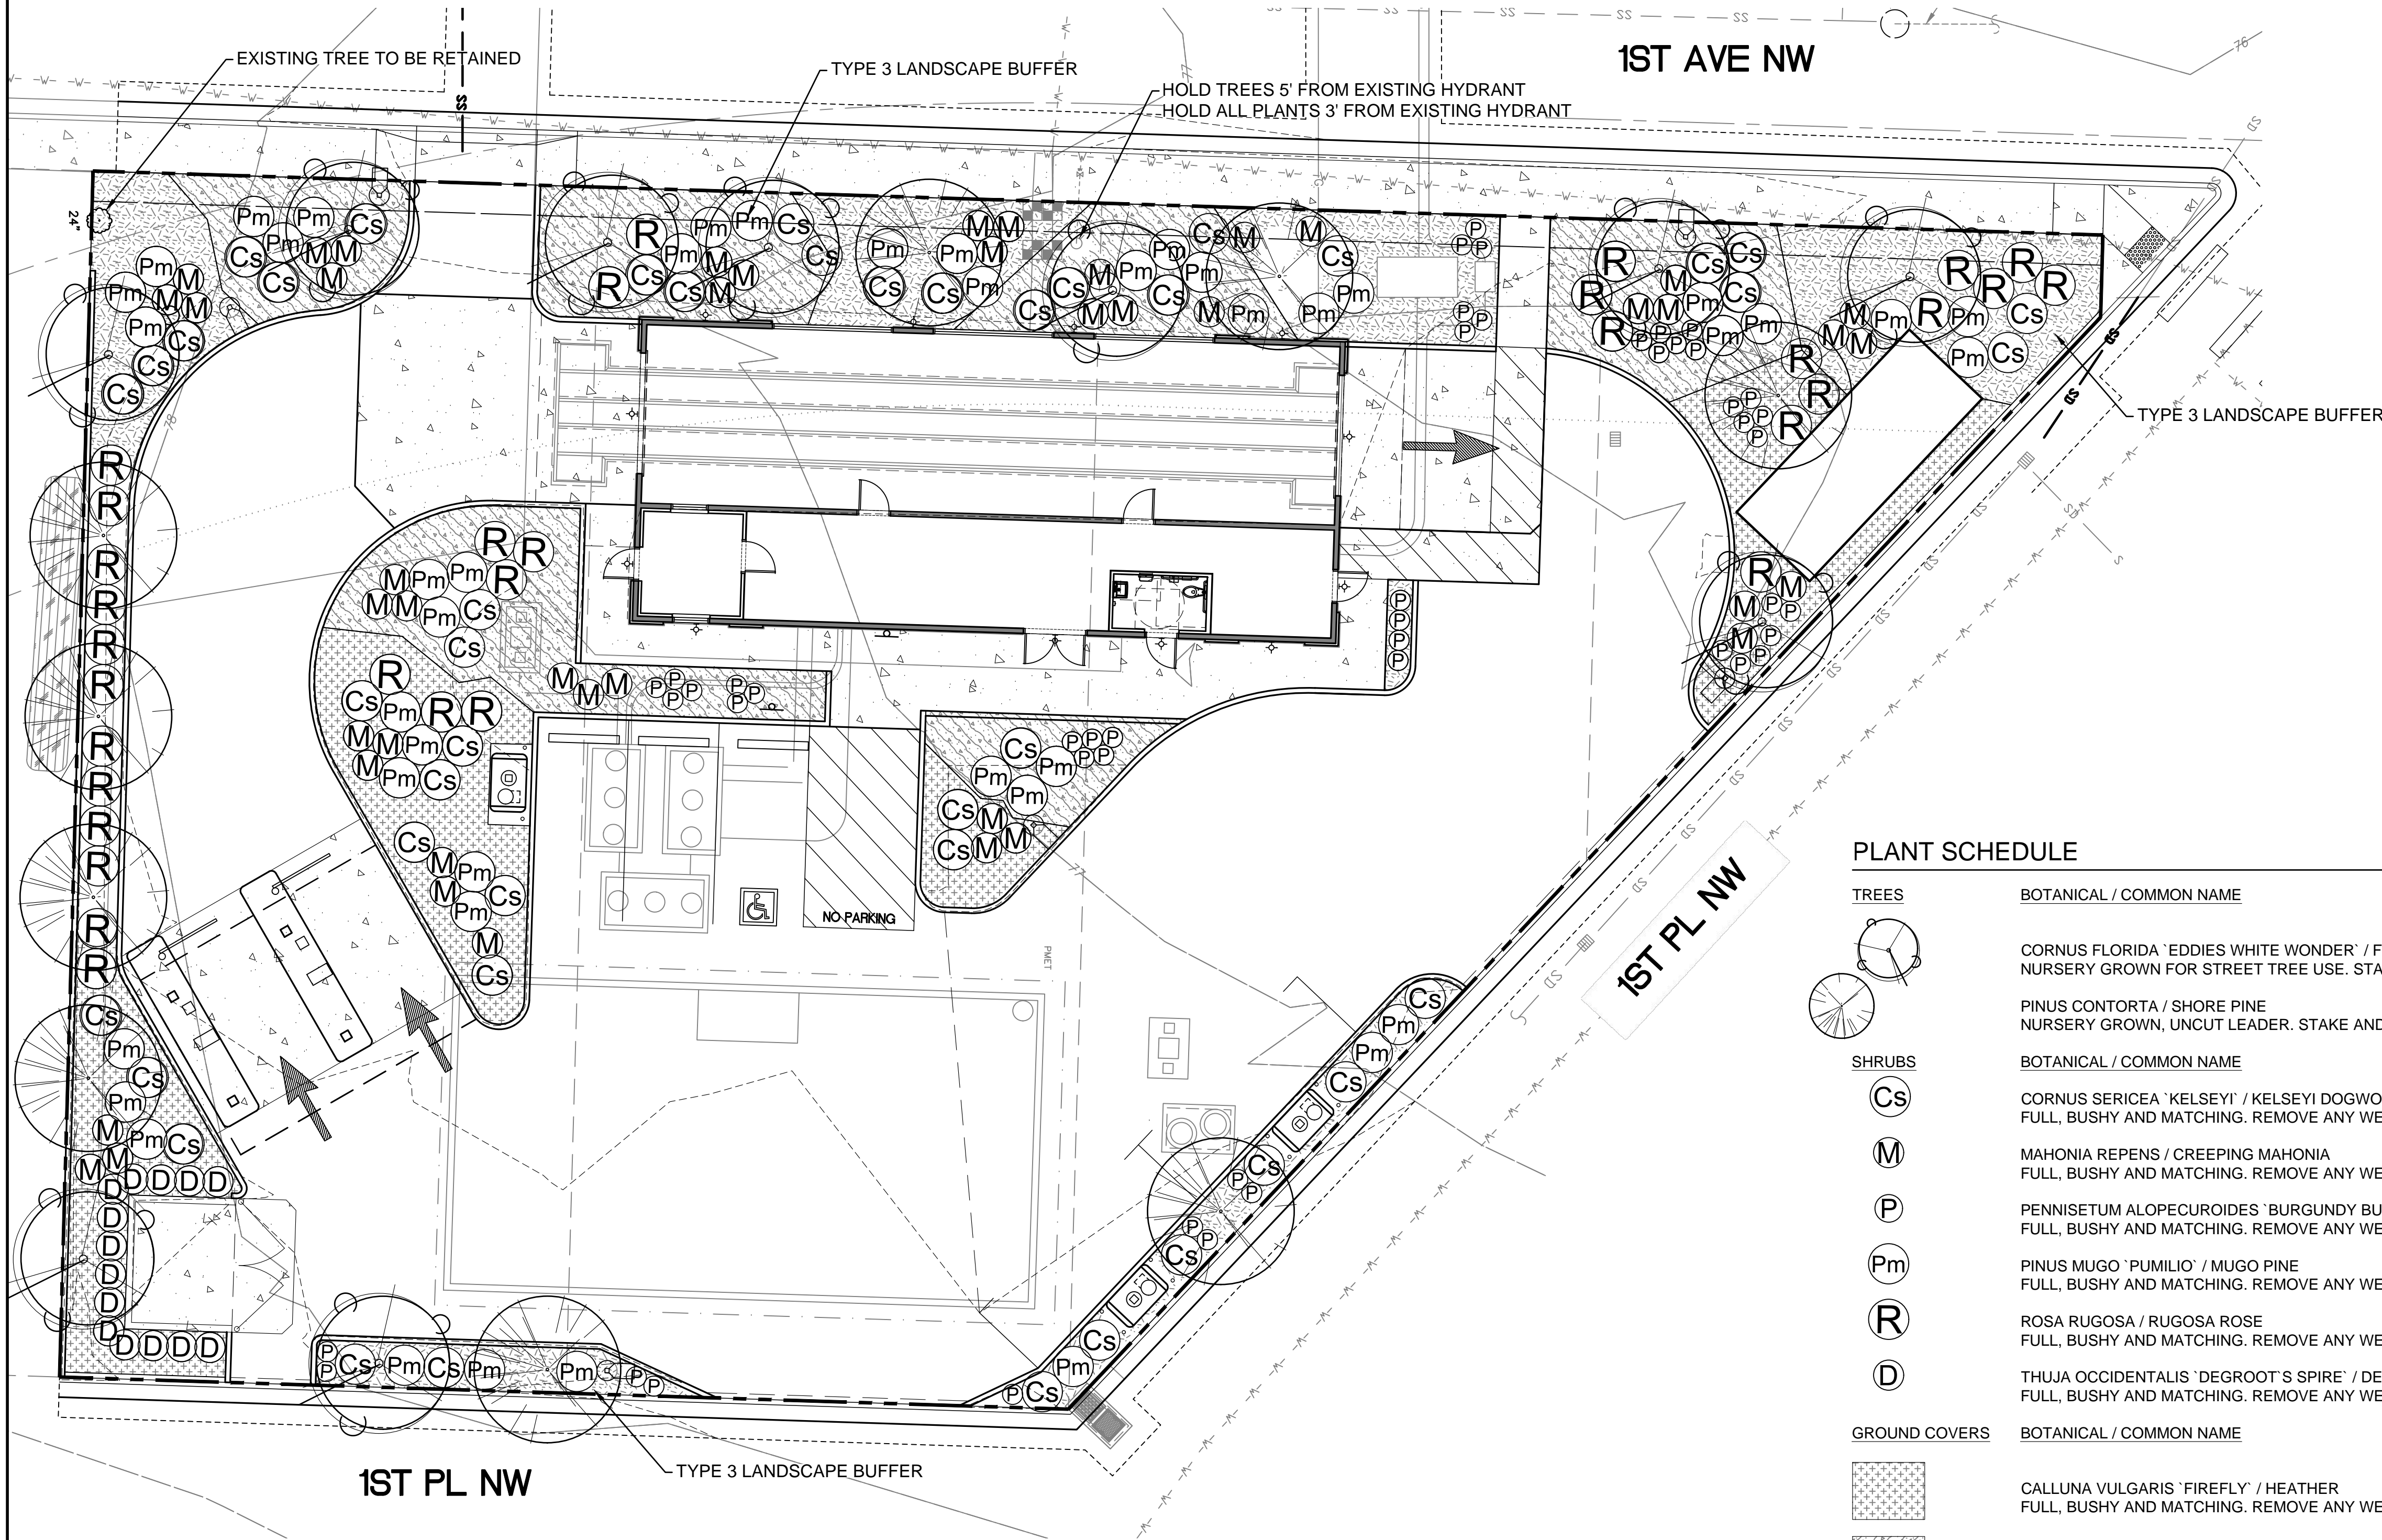 1ST AVE NW
EXISTING TREE TO BE RETAINED
TYPE 3 LANDSCAPE BUFFER
HOLD TREES 5' FROM EXISTING HYDRANT
HOLD ALL PLANTS 3' FROM EXISTING HYDRANT
24"
76
77
78
TYPE 3 LANDSCAPE BUFFER
NO PARKING
PMET
77
1ST PL NW
1ST PL NW
TYPE 3 LANDSCAPE BUFFER
PLANT SCHEDULE
TREES BOTANICAL / COMMON NAME
CORNUS FLORIDA `EDDIES WHITE WONDER` / F
NURSERY GROWN FOR STREET TREE USE. STA
PINUS CONTORTA / SHORE PINE
NURSERY GROWN, UNCUT LEADER. STAKE AND
SHRUBS BOTANICAL / COMMON NAME
Cs CORNUS SERICEA `KELSEYI` / KELSEYI DOGWO
FULL, BUSHY AND MATCHING. REMOVE ANY WE
M MAHONIA REPENS / CREEPING MAHONIA
FULL, BUSHY AND MATCHING. REMOVE ANY WE
P PENNISETUM ALOPECUROIDES `BURGUNDY BU
FULL, BUSHY AND MATCHING. REMOVE ANY WE
Pm PINUS MUGO `PUMILIO` / MUGO PINE
FULL, BUSHY AND MATCHING. REMOVE ANY WE
R ROSA RUGOSA / RUGOSA ROSE
FULL, BUSHY AND MATCHING. REMOVE ANY WE
D THUJA OCCIDENTALIS `DEGROOT`S SPIRE` / DE
FULL, BUSHY AND MATCHING. REMOVE ANY WE
GROUND COVERS BOTANICAL / COMMON NAME
CALLUNA VULGARIS `FIREFLY` / HEATHER
FULL, BUSHY AND MATCHING. REMOVE ANY WE